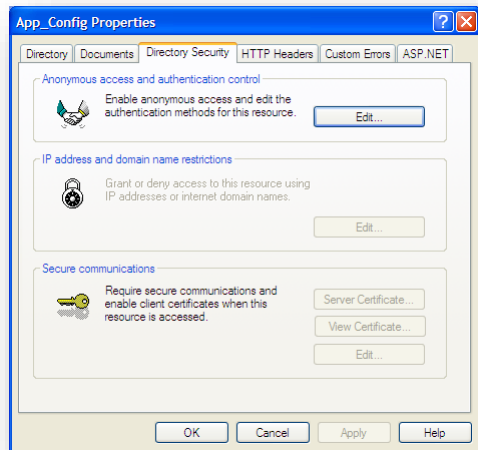 App_Config Properties
Directory Documents Directory Security HTTP Headers Custom Errors ASP.NET
Anonymous access and authentication control
Enable anonymous access and edit the
authentication methods for this resource.
Edit...
IP address and domain name restrictions
Grant or deny access to this resource using
IP addresses or internet domain names.
Edit...
Secure communications
Require secure communications and
enable client certificates when this
resource is accessed.
Server Certificate...
View Certificate...
Edit...
OK Cancel Apply Help